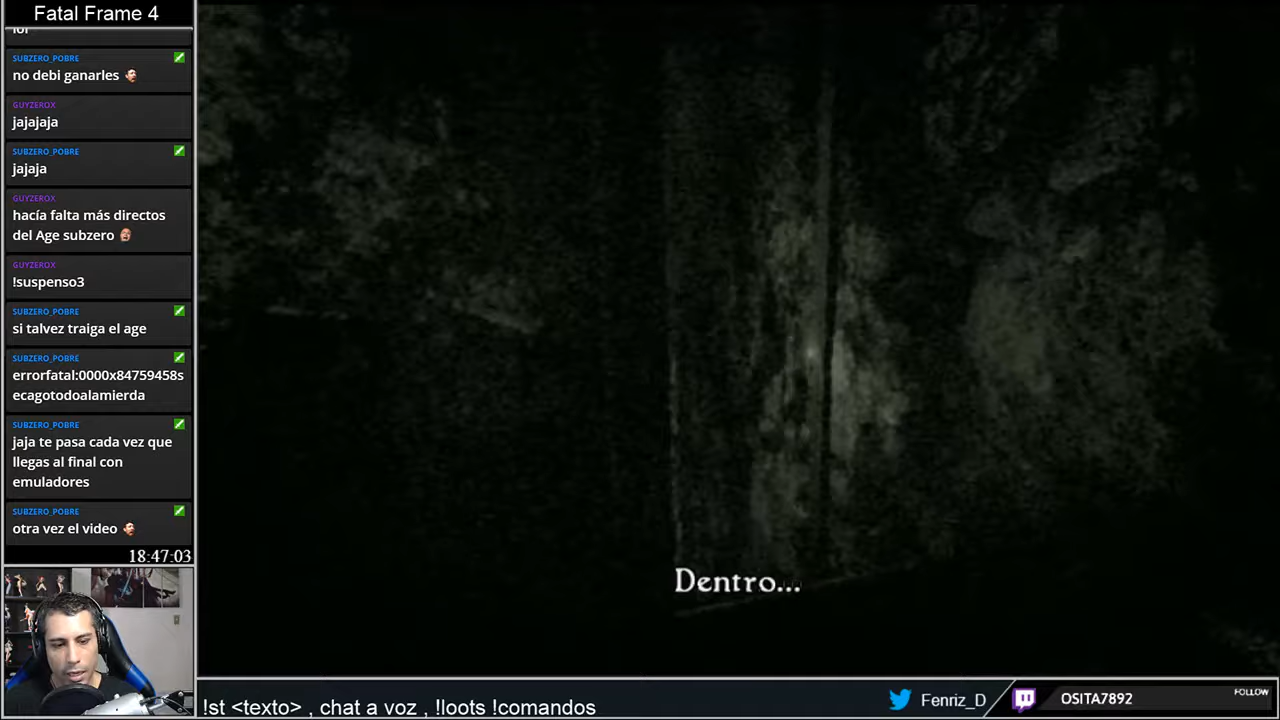 Fatal Frame 4
lol
SUBZERO_POBRE
no debi ganarles
GUYZEROX
jajajaja
SUBZERO_POBRE
jajaja
GUYZEROX
hacía falta más directos
del Age subzero
GUYZEROX
!suspenso3
SUBZERO_POBRE
si talvez traiga el age
SUBZERO_POBRE
errorfatal:0000x84759458s
ecagotodoalamierda
SUBZERO_POBRE
jaja te pasa cada vez que
llegas al final con
emuladores
SUBZERO_POBRE
otra vez el video
18:47:03
Dentro...
!st <texto> , chat a voz , !loots !comandos
Fenriz_D
OSITA7892
FOLLOW